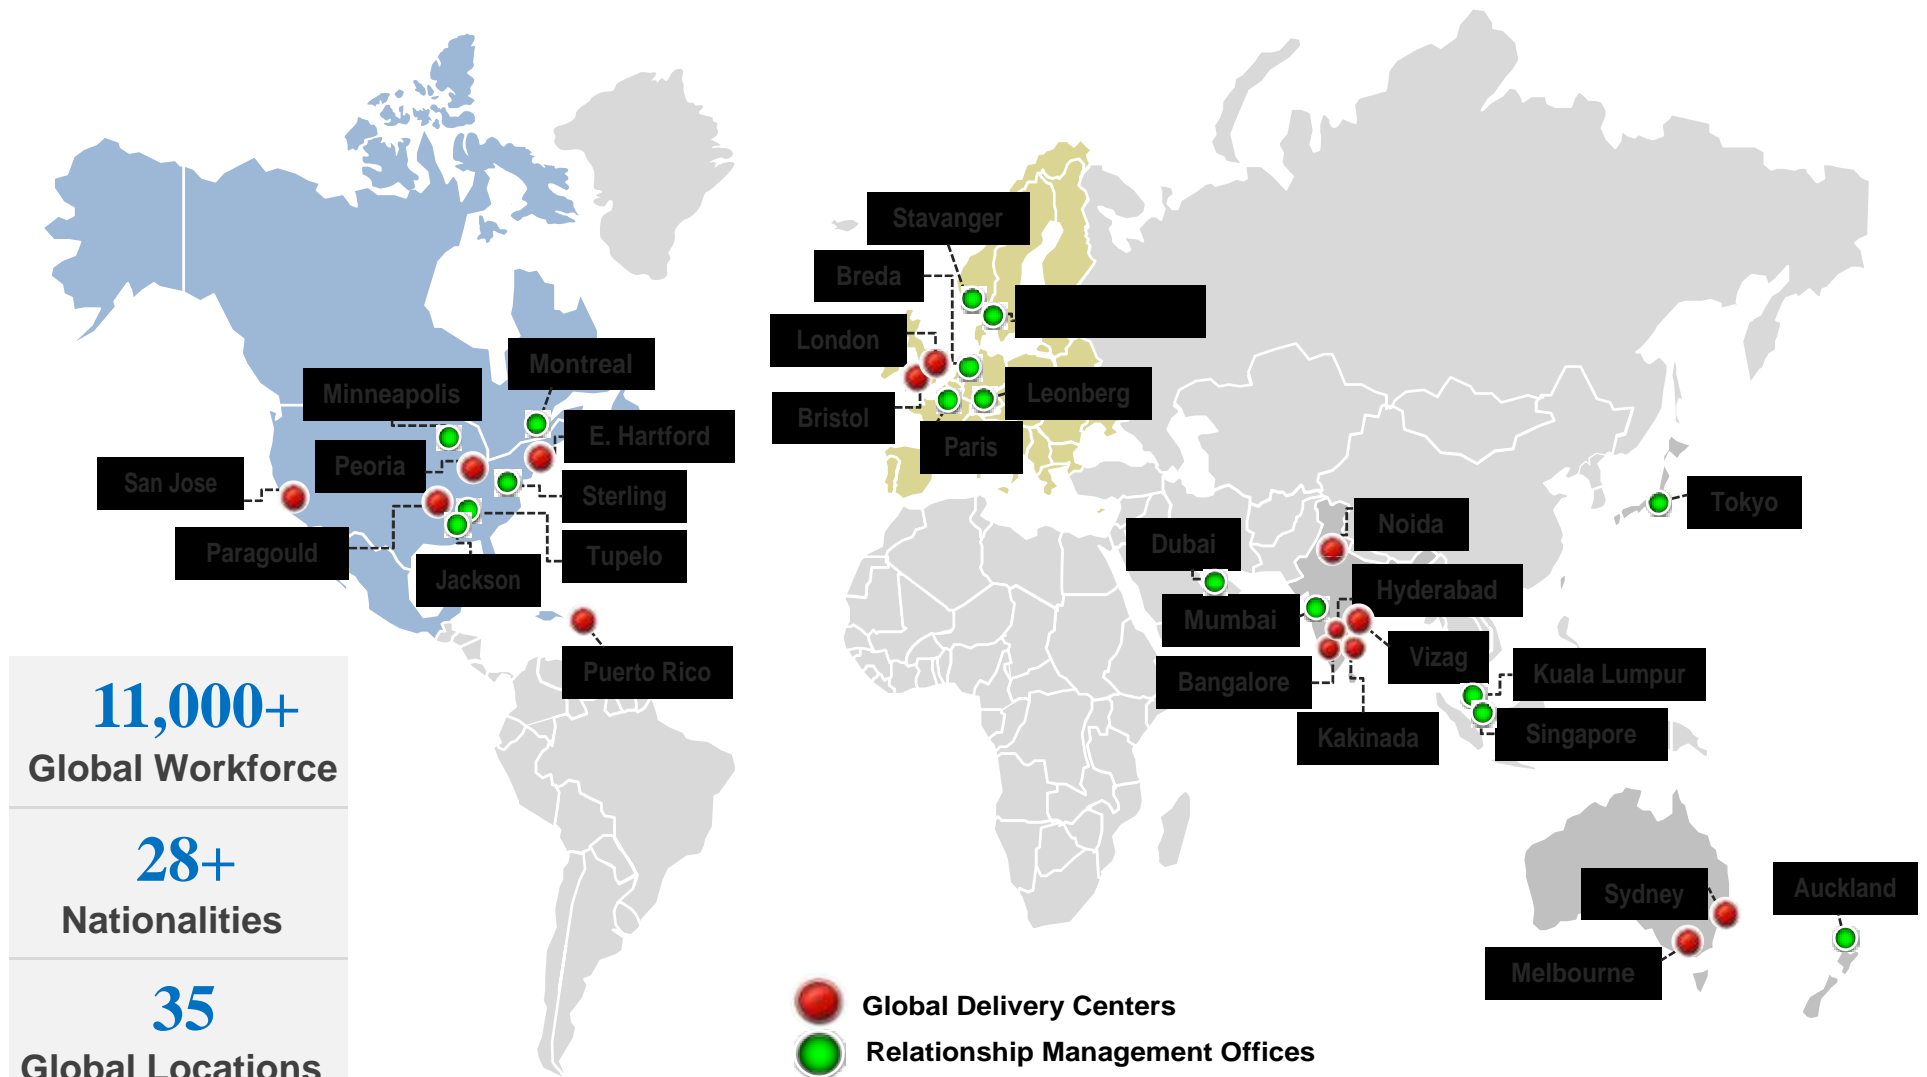 Stavanger
Breda
London
Montreal
Minneapolis
Leonberg
Bristol
E. Hartford
Paris
Peoria
San Jose
Sterling
Tokyo
Noida
Paragould
Dubai
Tupelo
Jackson
Hyderabad
Mumbai
Vizag
Puerto Rico
Kuala Lumpur
Bangalore
Kakinada
Singapore
11,000+
Global Workforce
28+
Nationalities
35
Global Locations
Sydney
Auckland
Melbourne
Global Delivery Centers
Relationship Management Offices